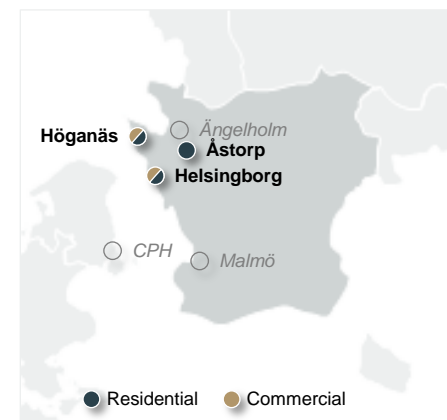 Ängelholm
Höganäs
Åstorp
Helsingborg
CPH
Malmö
Residential
Commercial